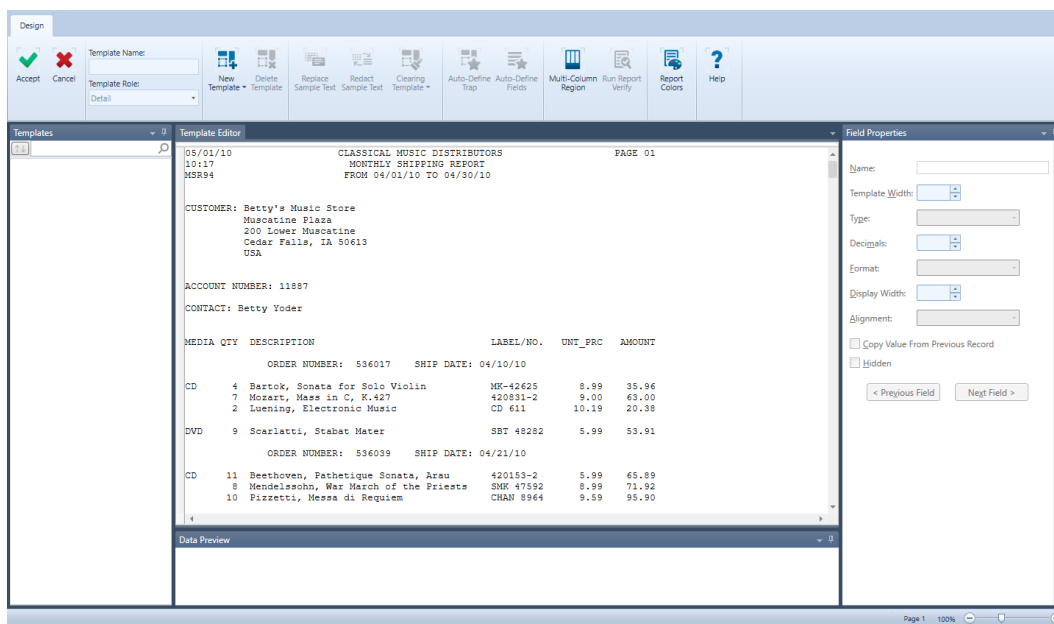 Design
Accept
Cancel
Template Name:
Template Role:
Detail
New Template
Delete Template
Replace Sample Text
Redact Sample Text
Clearing Template
Auto-Define Trap
Auto-Define Fields
Multi-Column Region
Run Report Verify
Report Colors
Help
Templates
Template Editor
05/01/10 CLASSICAL MUSIC DISTRIBUTORS PAGE 01
10:17 MONTHLY SHIPPING REPORT
MSR94 FROM 04/01/10 TO 04/30/10
CUSTOMER: Betty's Music Store
Muscatine Plaza
200 Lower Muscatine
Cedar Falls, IA 50613
USA
ACCOUNT NUMBER: 11887
CONTACT: Betty Yoder
MEDIA QTY DESCRIPTION LABEL/NO. UNT_PRC AMOUNT
ORDER NUMBER: 536017 SHIP DATE: 04/10/10
CD 4 Bartok, Sonata for Solo Violin MK-42625 8.99 35.96
7 Mozart, Mass in C, K.427 420831-2 9.00 63.00
2 Luening, Electronic Music CD 611 10.19 20.38
DVD 9 Scarlatti, Stabat Mater SBT 48282 5.99 53.91
ORDER NUMBER: 536039 SHIP DATE: 04/21/10
CD 11 Beethoven, Pathetique Sonata, Arau 420153-2 5.99 65.89
8 Mendelssohn, War March of the Priests SMK 47592 8.99 71.92
10 Pizzetti, Messa di Requiem CHAN 8964 9.59 95.90
Data Preview
Field Properties
Name:
Template Width:
Type:
Decimals:
Format:
Display Width:
Alignment:
Copy Value From Previous Record
Hidden
< Previous Field
Next Field >
Page 1 100%